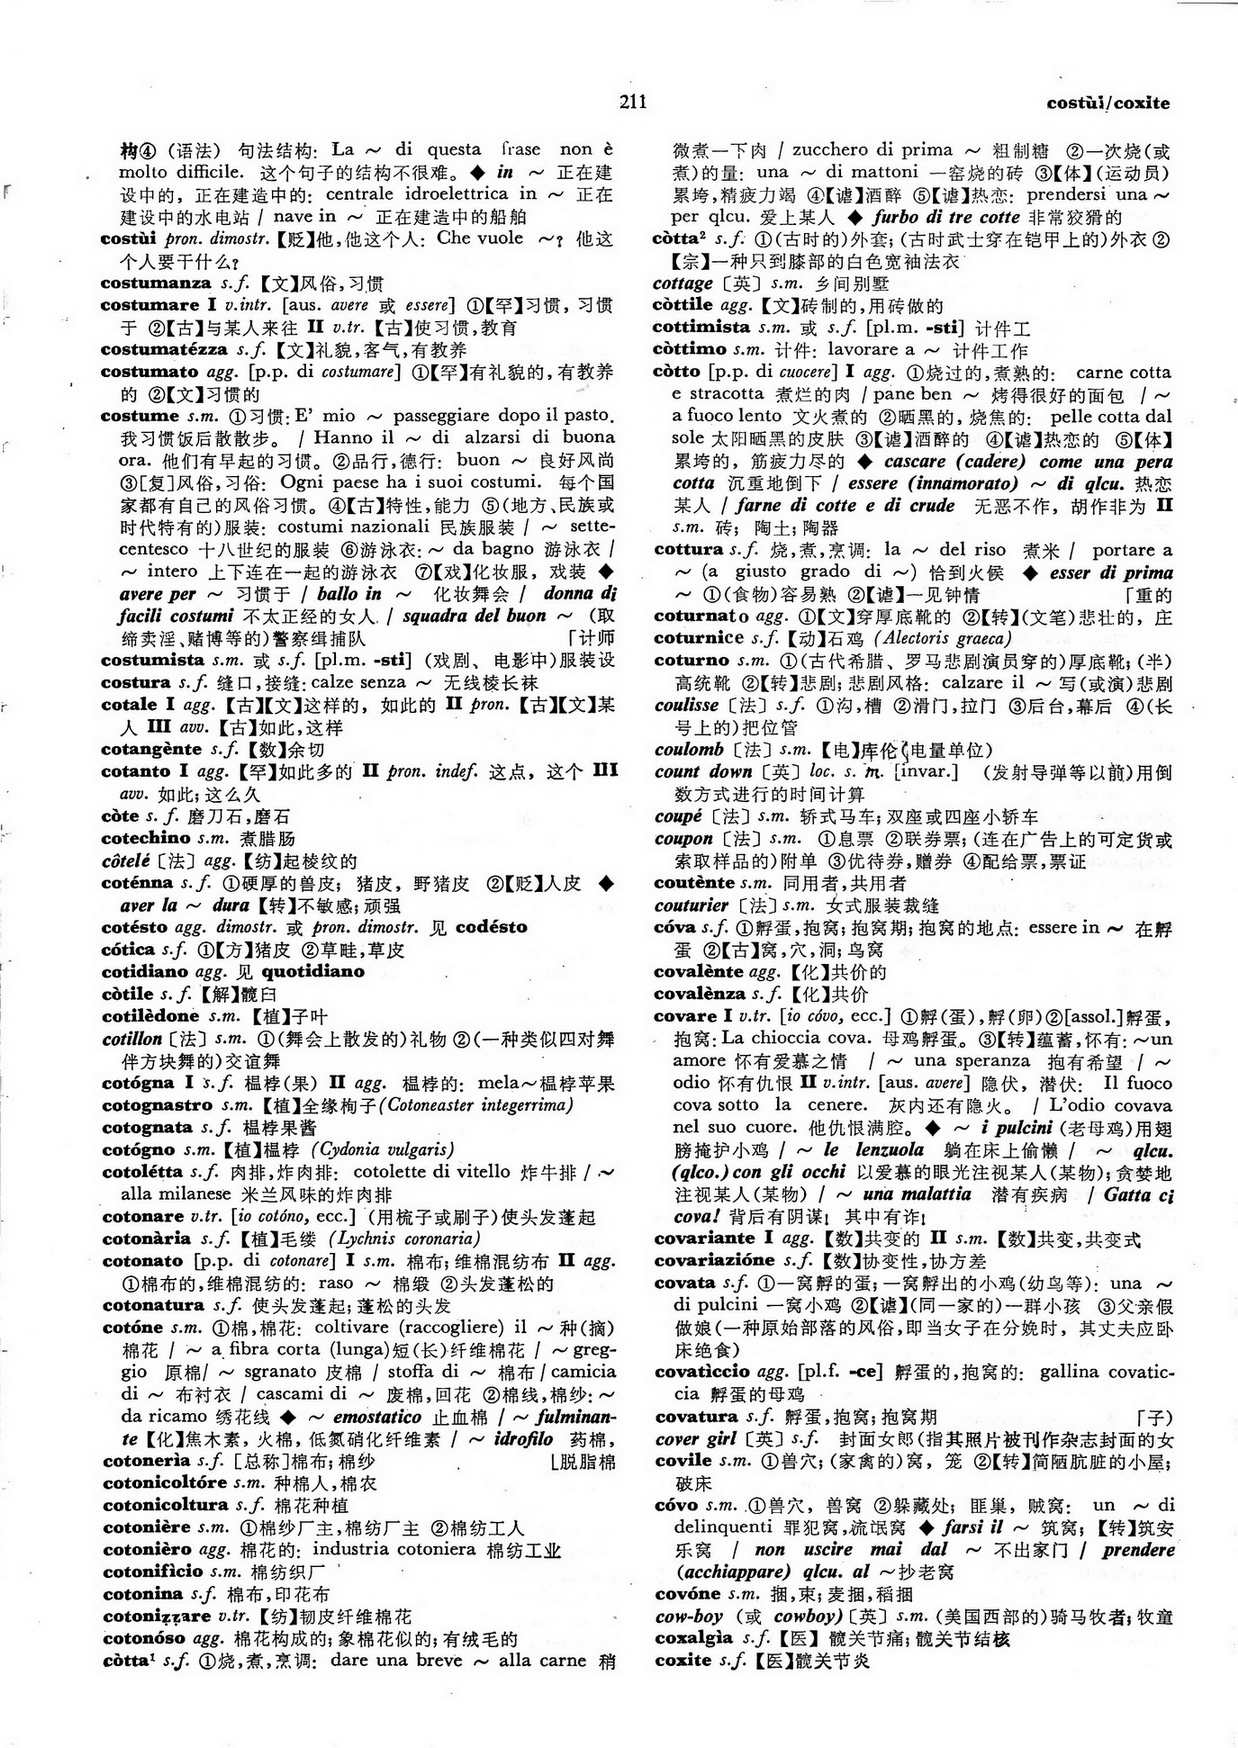 211
costùi/coxite
构④ (语法) 句法结构: La ～ di questa frase non è
molto difficile. 这个句子的结构不很难。◆ in ～ 正在建
设中的, 正在建造中的: centrale idroelettrica in ～ 正在
建设中的水电站 / nave in ～ 正在建造中的船舶
costùi pron. dimostr.【贬】他,他这个人: Che vuole ～? 他这
个人要干什么?
costumanza s.f.【文】风俗,习惯
costumare I v.intr. [aus. avere 或 essere] ①【罕】习惯, 习惯
于 ②【古】与某人来往 II v.tr.【古】使习惯,教育
costumatézza s.f.【文】礼貌,客气,有教养
costumato agg. [p.p. di costumare] ①【罕】有礼貌的,有教养
的 ②【文】习惯的
costume s.m. ①习惯: E' mio ～ passeggiare dopo il pasto.
我习惯饭后散散步。 / Hanno il ～ di alzarsi di buona
ora. 他们有早起的习惯。②品行,德行: buon ～ 良好风尚
③[复]风俗,习俗: Ogni paese ha i suoi costumi. 每个国
家都有自己的风俗习惯。④【古】特性,能力 ⑤(地方、民族或
时代特有的)服装: costumi nazionali 民族服装 / ～ sette-
centesco 十八世纪的服装 ⑥游泳衣: ～ da bagno 游泳衣 /
～ intero 上下连在一起的游泳衣 ⑦【戏】化妆服, 戏装 ◆
avere per ～ 习惯于 / ballo in ～ 化妆舞会 / donna di
facili costumi 不太正经的女人. / squadra del buon ～ (取
缔卖淫、赌博等的)警察缉捕队 「计师
costumista s.m. 或 s.f. [pl.m. -sti] (戏剧、电影中)服装设
costura s.f. 缝口,接缝: calze senza ～ 无线棱长袜
cotale I agg.【古】【文】这样的, 如此的 II pron.【古】【文】某
人 III avv.【古】如此,这样
cotangènte s.f.【数】余切
cotanto I agg.【罕】如此多的 II pron. indef. 这点, 这个 III
avv. 如此; 这么久
còte s. f. 磨刀石,磨石
cotechino s.m. 煮腊肠
côtelé〔法〕agg.【纺】起棱纹的
coténna s.f. ①硬厚的兽皮; 猪皮, 野猪皮 ②【贬】人皮 ◆
aver la ～ dura【转】不敏感; 顽强
cotésto agg. dimostr. 或 pron. dimostr. 见 codésto
cótica s.f. ①【方】猪皮 ②草畦,草皮
cotidiano agg. 见 quotidiano
còtile s. f.【解】髋臼
cotilèdone s.m.【植】子叶
cotillon〔法〕s.m. ①(舞会上散发的)礼物 ②(一种类似四对舞
伴方块舞的)交谊舞
cotógna I s.f. 榅桲(果) II agg. 榅桲的: mela～榅桲苹果
cotognastro s.m.【植】全缘栒子(Cotoneaster integerrima)
cotognata s.f. 榅桲果酱
cotógno s.m.【植】榅桲 (Cydonia vulgaris)
cotolétta s.f. 肉排,炸肉排: cotolette di vitello 炸牛排 / ～
alla milanese 米兰风味的炸肉排
cotonare v.tr. [io cotóno, ecc.] (用梳子或刷子)使头发蓬起
cotonària s.f.【植】毛缕 (Lychnis coronaria)
cotonato [p.p. di cotonare] I s.m. 棉布; 维棉混纺布 II agg.
①棉布的,维棉混纺的: raso ～ 棉缎 ②头发蓬松的
cotonatura s.f. 使头发蓬起; 蓬松的头发
cotóne s.m. ①棉,棉花: coltivare (raccogliere) il ～ 种(摘)
棉花 / ～ a fibra corta (lunga)短(长)纤维棉花 / ～greg-
gio 原棉/ ～ sgranato 皮棉 / stoffa di ～ 棉布 / camicia
di ～ 布衬衣 / cascami di ～ 废棉,回花 ②棉线,棉纱: ～
da ricamo 绣花线 ◆ ～ emostatico 止血棉 / ～ fulminan-
te【化】焦木素, 火棉, 低氮硝化纤维素 / ～ idrofilo 药棉,
cotonerìa s.f. [总称]棉布; 棉纱 ⌊脱脂棉
cotonicoltóre s.m. 种棉人,棉农
cotonicoltura s.f. 棉花种植
cotonière s.m. ①棉纱厂主,棉纺厂主 ②棉纺工人
cotonièro agg. 棉花的: industria cotoniera 棉纺工业
cotonifìcio s.m. 棉纺织厂
cotonina s.f. 棉布,印花布
cotonizzare v.tr.【纺】韧皮纤维棉花
cotonóso agg. 棉花构成的; 象棉花似的; 有绒毛的
còtta¹ s.f. ①烧,煮,烹调: dare una breve ～ alla carne 稍
微煮一下肉 / zucchero di prima ～ 粗制糖 ②一次烧(或
煮)的量: una ～ di mattoni 一窑烧的砖 ③【体】(运动员)
累垮,精疲力竭 ④【谑】酒醉 ⑤【谑】热恋: prendersi una～
per qlcu. 爱上某人 ◆ furbo di tre cotte 非常狡猾的
còtta² s.f. ①(古时的)外套; (古时武士穿在铠甲上的)外衣②
【宗】一种只到膝部的白色宽袖法衣
cottage〔英〕s.m. 乡间别墅
còttile agg.【文】砖制的,用砖做的
cottimista s.m. 或 s.f. [pl.m. -sti] 计件工
còttimo s.m. 计件: lavorare a ～ 计件工作
còtto [p.p. di cuocere] I agg. ①烧过的,煮熟的: carne cotta
e stracotta 煮烂的肉 / pane ben ～ 烤得很好的面包 / ～
a fuoco lento 文火煮的 ②晒黑的, 烧焦的: pelle cotta dal
sole 太阳晒黑的皮肤 ③【谑】酒醉的 ④【谑】热恋的 ⑤【体】
累垮的, 筋疲力尽的 ◆ cascare (cadere) come una pera
cotta 沉重地倒下 / essere (innamorato) ～ di qlcu. 热恋
某人 / farne di cotte e di crude 无恶不作, 胡作非为 II
s.m. 砖; 陶土; 陶器
cottura s.f. 烧,煮,烹调: la ～ del riso 煮米 / portare a
～ (a giusto grado di ～) 恰到火候 ◆ esser di prima
～ ①(食物)容易熟 ②【谑】一见钟情 「重的
coturnato agg. ①【文】穿厚底靴的 ②【转】(文笔)悲壮的, 庄
coturnice s.f.【动】石鸡 (Alectoris graeca)
coturno s.m. ①(古代希腊、罗马悲剧演员穿的)厚底靴; (半)
高统靴 ②【转】悲剧; 悲剧风格: calzare il ～ 写(或演)悲剧
coulisse〔法〕s.f. ①沟,槽 ②滑门,拉门 ③后台,幕后 ④(长
号上的)把位管
coulomb〔法〕s.m.【电】库伦(电量单位)
count down〔英〕loc. s. m. [invar.] (发射导弹等以前)用倒
数方式进行的时间计算
coupé〔法〕s.m. 轿式马车; 双座或四座小轿车
coupon〔法〕s.m. ①息票 ②联券票; (连在广告上的可定货或
索取样品的)附单 ③优待券,赠券 ④配给票,票证
coutènte s.m. 同用者,共用者
couturier〔法〕s.m. 女式服装裁缝
cóva s.f. ①孵蛋,抱窝; 抱窝期; 抱窝的地点: essere in ～ 在孵
蛋 ②【古】窝,穴,洞; 鸟窝
covalènte agg.【化】共价的
covalènza s.f.【化】共价
covare I v.tr. [io cóvo, ecc.] ①孵(蛋),孵(卵)②[assol.]孵蛋,
抱窝: La chioccia cova. 母鸡孵蛋。③【转】蕴蓄,怀有: ～un
amore 怀有爱慕之情 / ～ una speranza 抱有希望 / ～
odio 怀有仇恨 II v.intr. [aus. avere] 隐伏, 潜伏: Il fuoco
cova sotto la cenere. 灰内还有隐火。 / L'odio covava
nel suo cuore. 他仇恨满腔。◆ ～ i pulcini (老母鸡)用翅
膀掩护小鸡 / ～ le lenzuola 躺在床上偷懒 / ～ qlcu.
(qlco.) con gli occhi 以爱慕的眼光注视某人(某物); 贪婪地
注视某人(某物) / ～ una malattia 潜有疾病 / Gatta ci
cova! 背后有阴谋! 其中有诈!
covariante I agg.【数】共变的 II s.m.【数】共变,共变式
covariazióne s.f.【数】协变性,协方差
covata s.f. ①一窝孵的蛋; 一窝孵出的小鸡(幼鸟等): una ～
di pulcini 一窝小鸡 ②【谑】(同一家的)一群小孩 ③父亲假
做娘(一种原始部落的风俗,即当女子在分娩时, 其丈夫应卧
床绝食)
covatìccio agg. [pl.f. -ce] 孵蛋的,抱窝的: gallina covatic-
cia 孵蛋的母鸡
covatura s.f. 孵蛋,抱窝; 抱窝期 「子)
cover girl〔英〕s.f. 封面女郎(指其照片被刊作杂志封面的女
covile s.m. ①兽穴; (家禽的)窝, 笼 ②【转】简陋肮脏的小屋;
破床
cóvo s.m. ①兽穴, 兽窝 ②躲藏处; 匪巢, 贼窝: un ～ di
delinquenti 罪犯窝,流氓窝 ◆ farsi il ～ 筑窝; 【转】筑安
乐窝 / non uscire mai dal ～ 不出家门 / prendere
(acchiappare) qlcu. al ～抄老窝
covóne s.m. 捆,束; 麦捆,稻捆
cow-boy (或 cowboy)〔英〕s.m. (美国西部的)骑马牧者; 牧童
coxalgìa s.f.【医】髋关节痛; 髋关节结核
coxite s.f.【医】髋关节炎